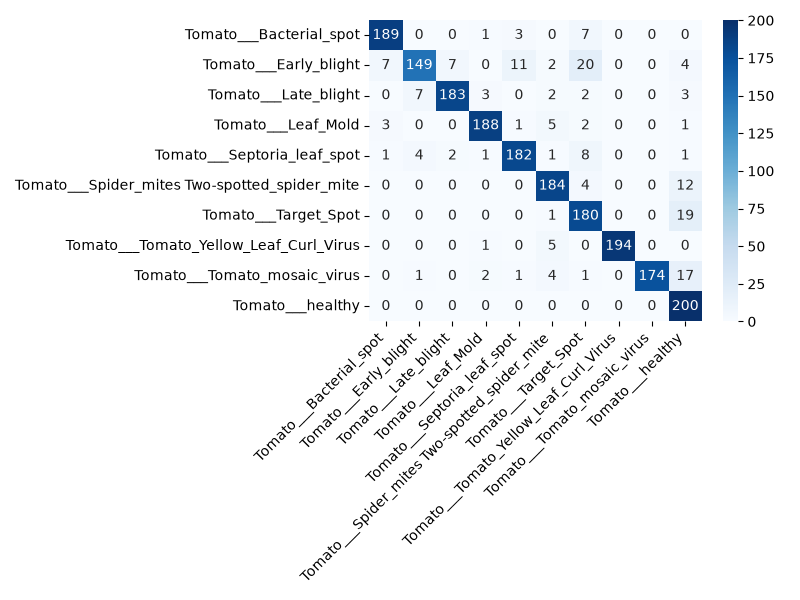 Tomato___Bacterial_spot 189 0 0 1 3 0 7 0 0 0
Tomato___Early_blight 7 149 7 0 11 2 20 0 0 4
Tomato___Late_blight 0 7 183 3 0 2 2 0 0 3
Tomato___Leaf_Mold 3 0 0 188 1 5 2 0 0 1
Tomato___Septoria_leaf_spot 1 4 2 1 182 1 8 0 0 1
Tomato___Spider_mites Two-spotted_spider_mite 0 0 0 0 0 184 4 0 0 12
Tomato___Target_Spot 0 0 0 0 0 1 180 0 0 19
Tomato___Tomato_Yellow_Leaf_Curl_Virus 0 0 0 1 0 5 0 194 0 0
Tomato___Tomato_mosaic_virus 0 1 0 2 1 4 1 0 174 17
Tomato___healthy 0 0 0 0 0 0 0 0 0 200
Tomato___Bacterial_spot
Tomato___Early_blight
Tomato___Late_blight
Tomato___Leaf_Mold
Tomato___Septoria_leaf_spot
Tomato___Spider_mites Two-spotted_spider_mite
Tomato___Target_Spot
Tomato___Tomato_Yellow_Leaf_Curl_Virus
Tomato___Tomato_mosaic_virus
Tomato___healthy
200
175
150
125
100
75
50
25
0